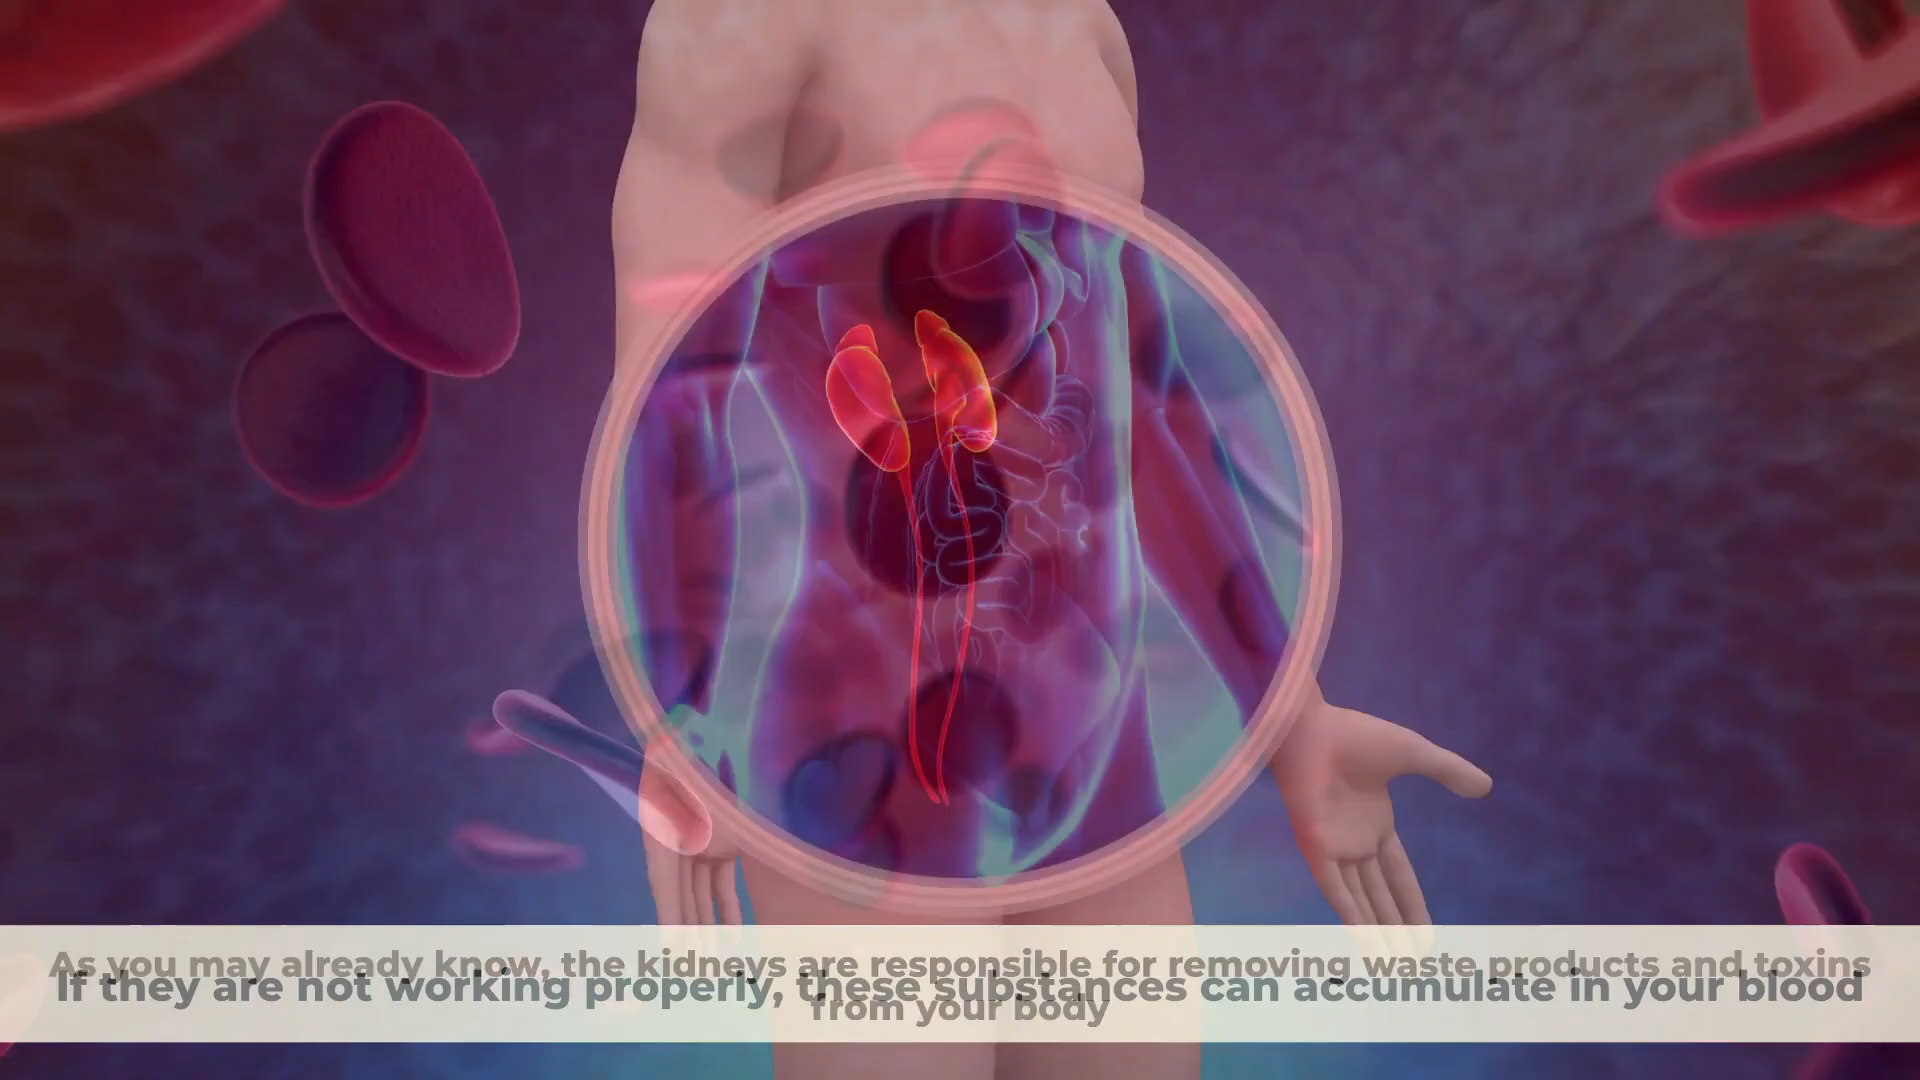 As you may already know, the kidneys are responsible for removing waste products and toxins
from your body
If they are not working properly, these substances can accumulate in your blood